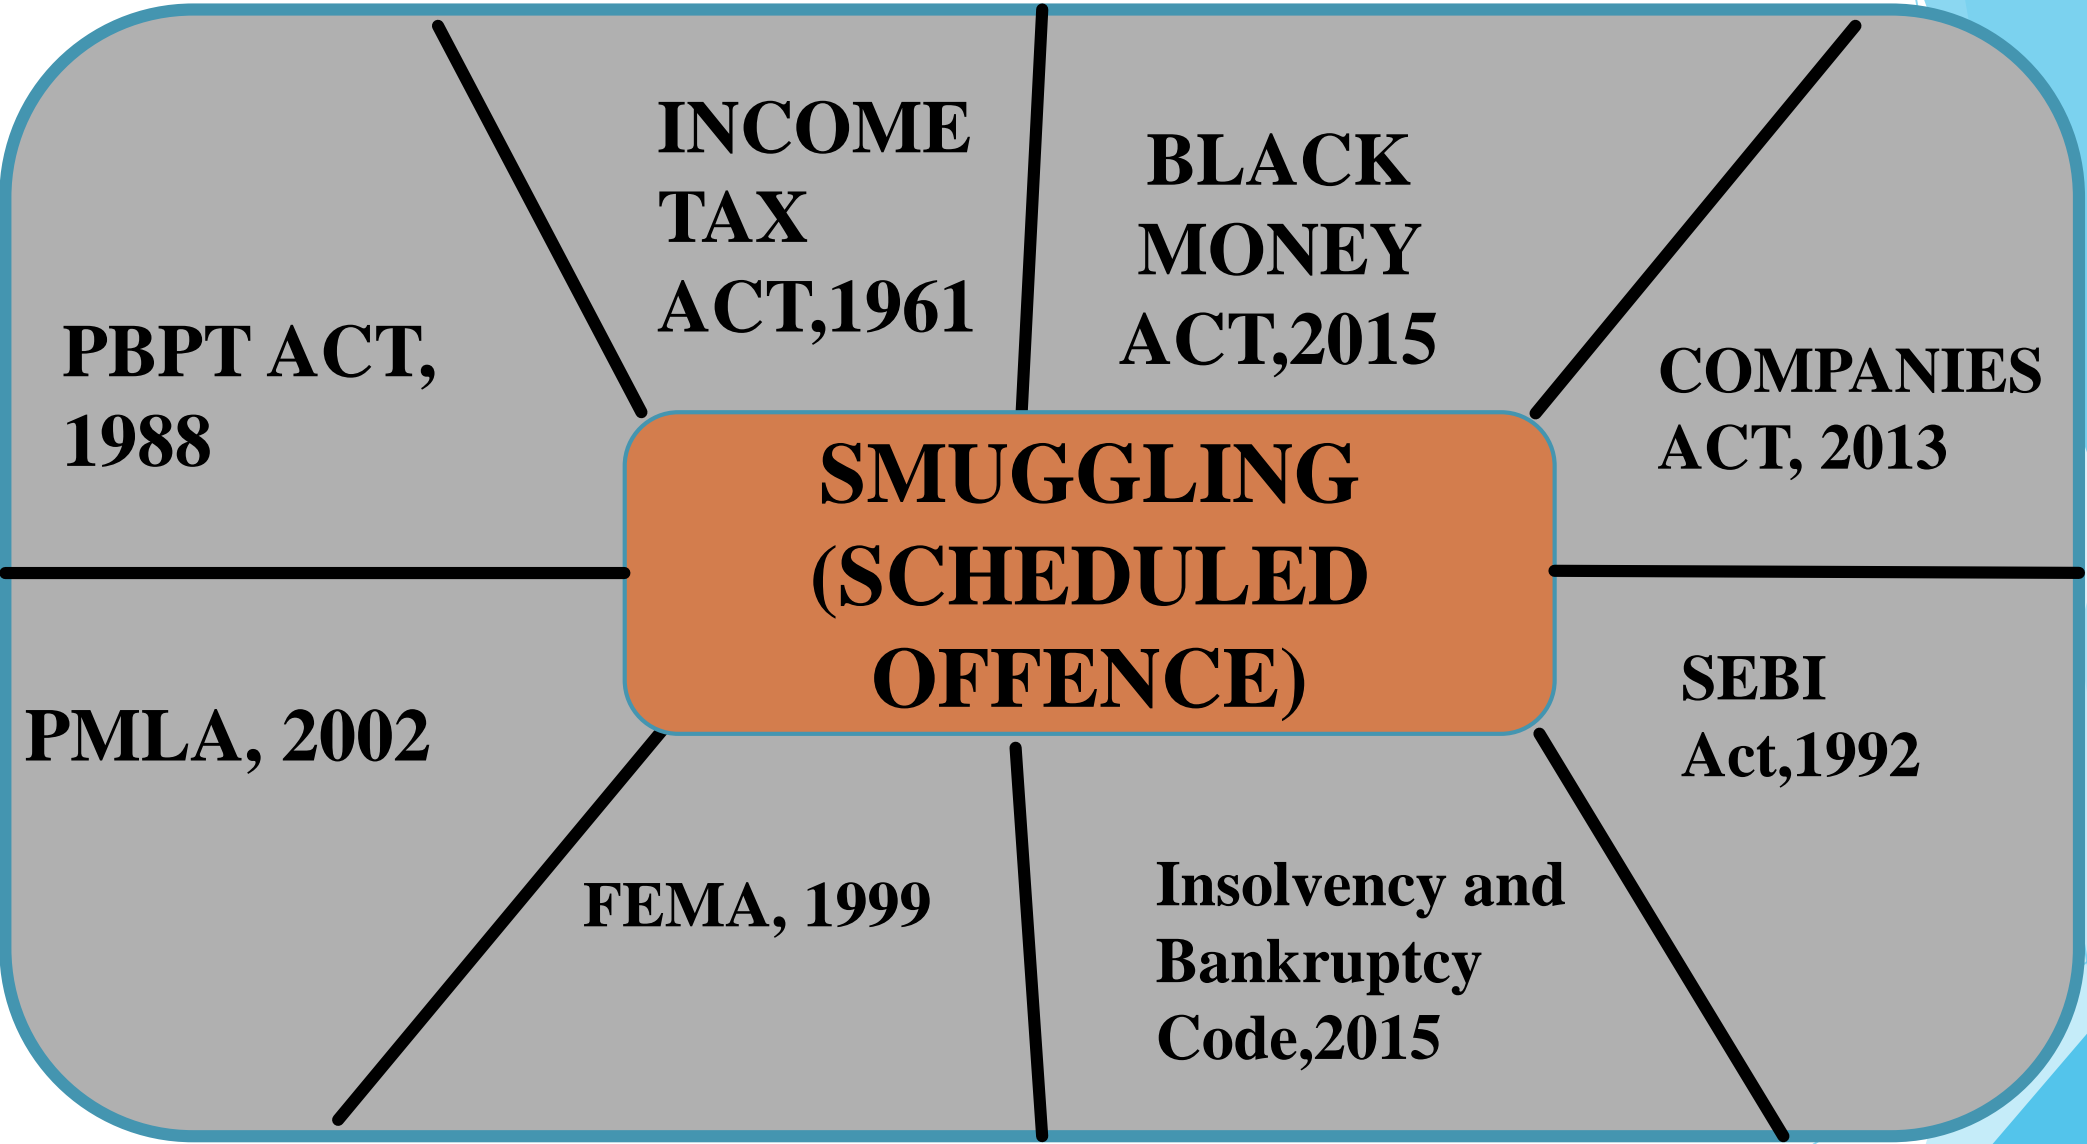 INCOME
TAX
ACT,1961
BLACK
MONEY
ACT,2015
PBPT ACT,
1988
COMPANIES
ACT, 2013
SMUGGLING
(SCHEDULED
OFFENCE)
PMLA, 2002
SEBI
Act,1992
FEMA, 1999
Insolvency and
Bankruptcy
Code,2015